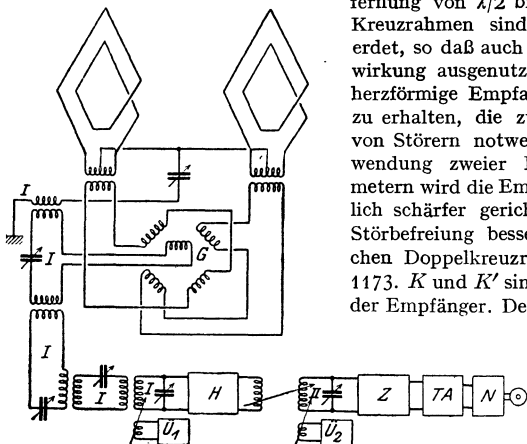 fernung von λ/2
Kreuzrahmen sind
erdet, so daß auch
wirkung ausgenutz
herzförmige Empfa
zu erhalten, die z
von Störern notwe
wendung zweier
metern wird die Em
lich schärfer gerich
Störbefreiung besse
chen Doppelkreuzr
1173. K und K′ sin
der Empfänger. De
I
I
G
I
I
I
H
II
Z
TA
N
Ü1
Ü2